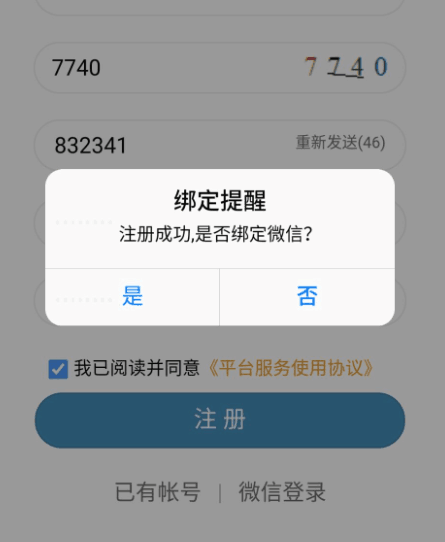 7740
7740
832341
重新发送(46)
绑定提醒
注册成功,是否绑定微信?
是
否
我已阅读并同意《平台服务使用协议》
注 册
已有帐号 | 微信登录